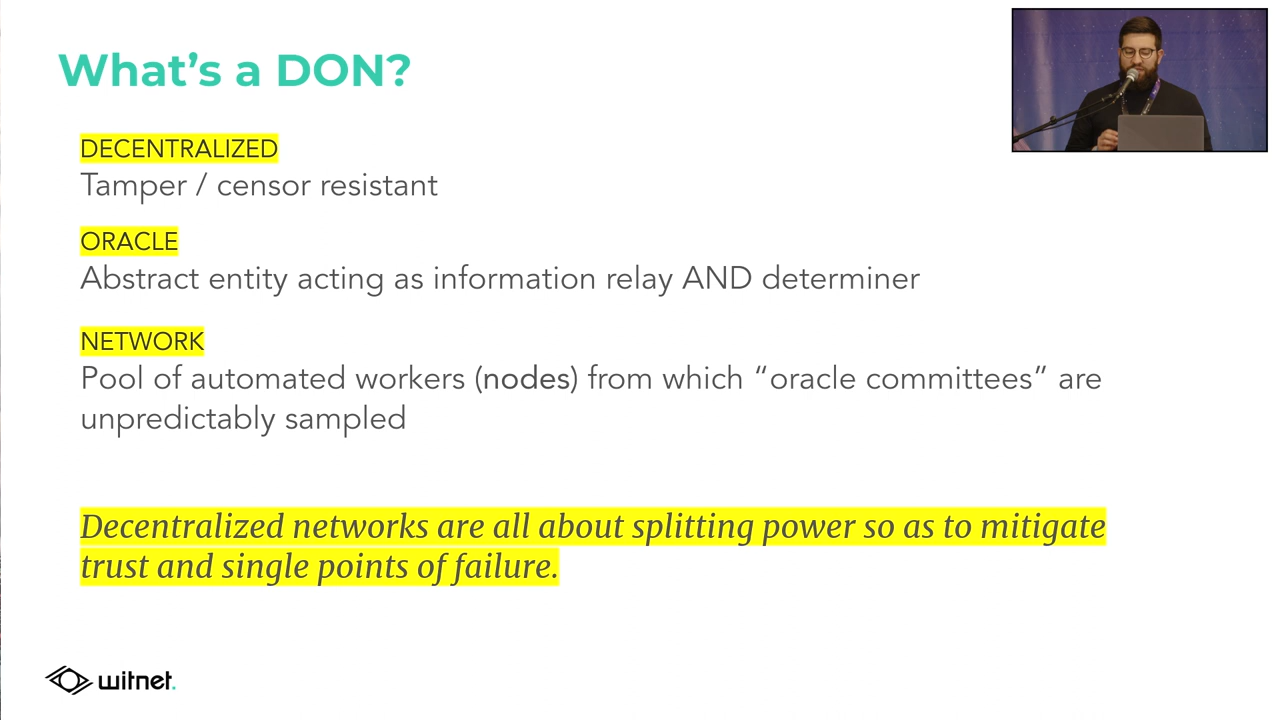 What’s a DON?
DECENTRALIZED
Tamper / censor resistant
ORACLE
Abstract entity acting as information relay AND determiner
NETWORK
Pool of automated workers (nodes) from which “oracle committees” are
unpredictably sampled
Decentralized networks are all about splitting power so as to mitigate
trust and single points of failure.
witnet.